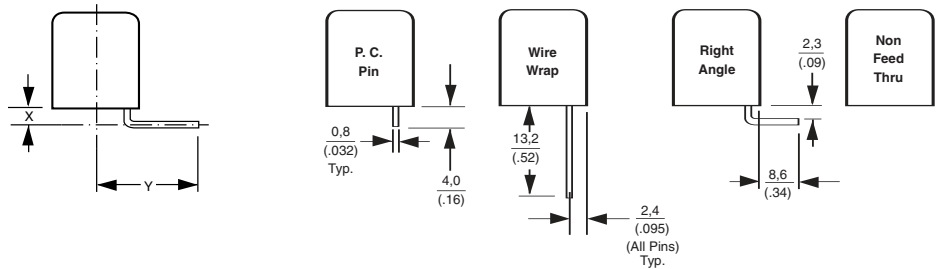 X
Y
P. C.
Pin
0,8
(.032)
Typ.
4,0
(.16)
Wire
Wrap
13,2
(.52)
2,4
(.095)
(All Pins)
Typ.
Right
Angle
2,3
(.09)
8,6
(.34)
Non
Feed
Thru